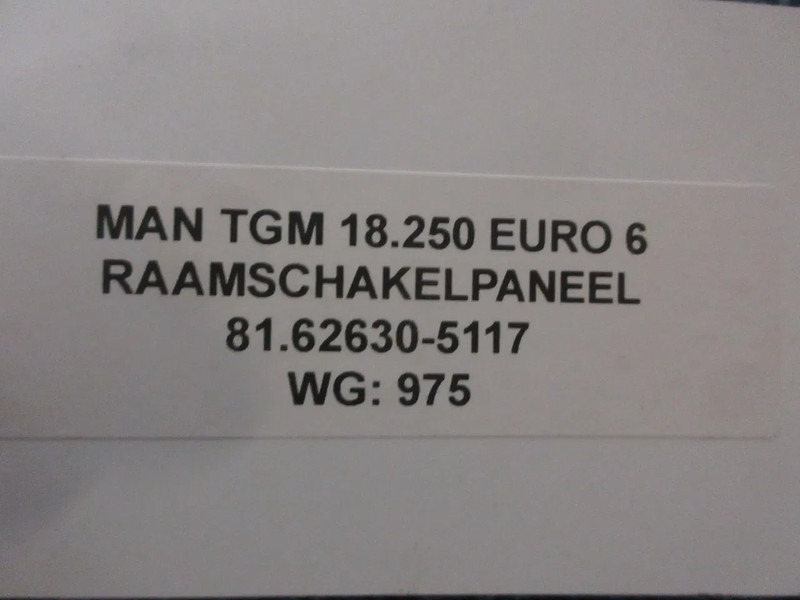 MAN TGM 18.250 EURO 6
RAAMSCHAKELPANEEL
81.62630-5117
WG: 975